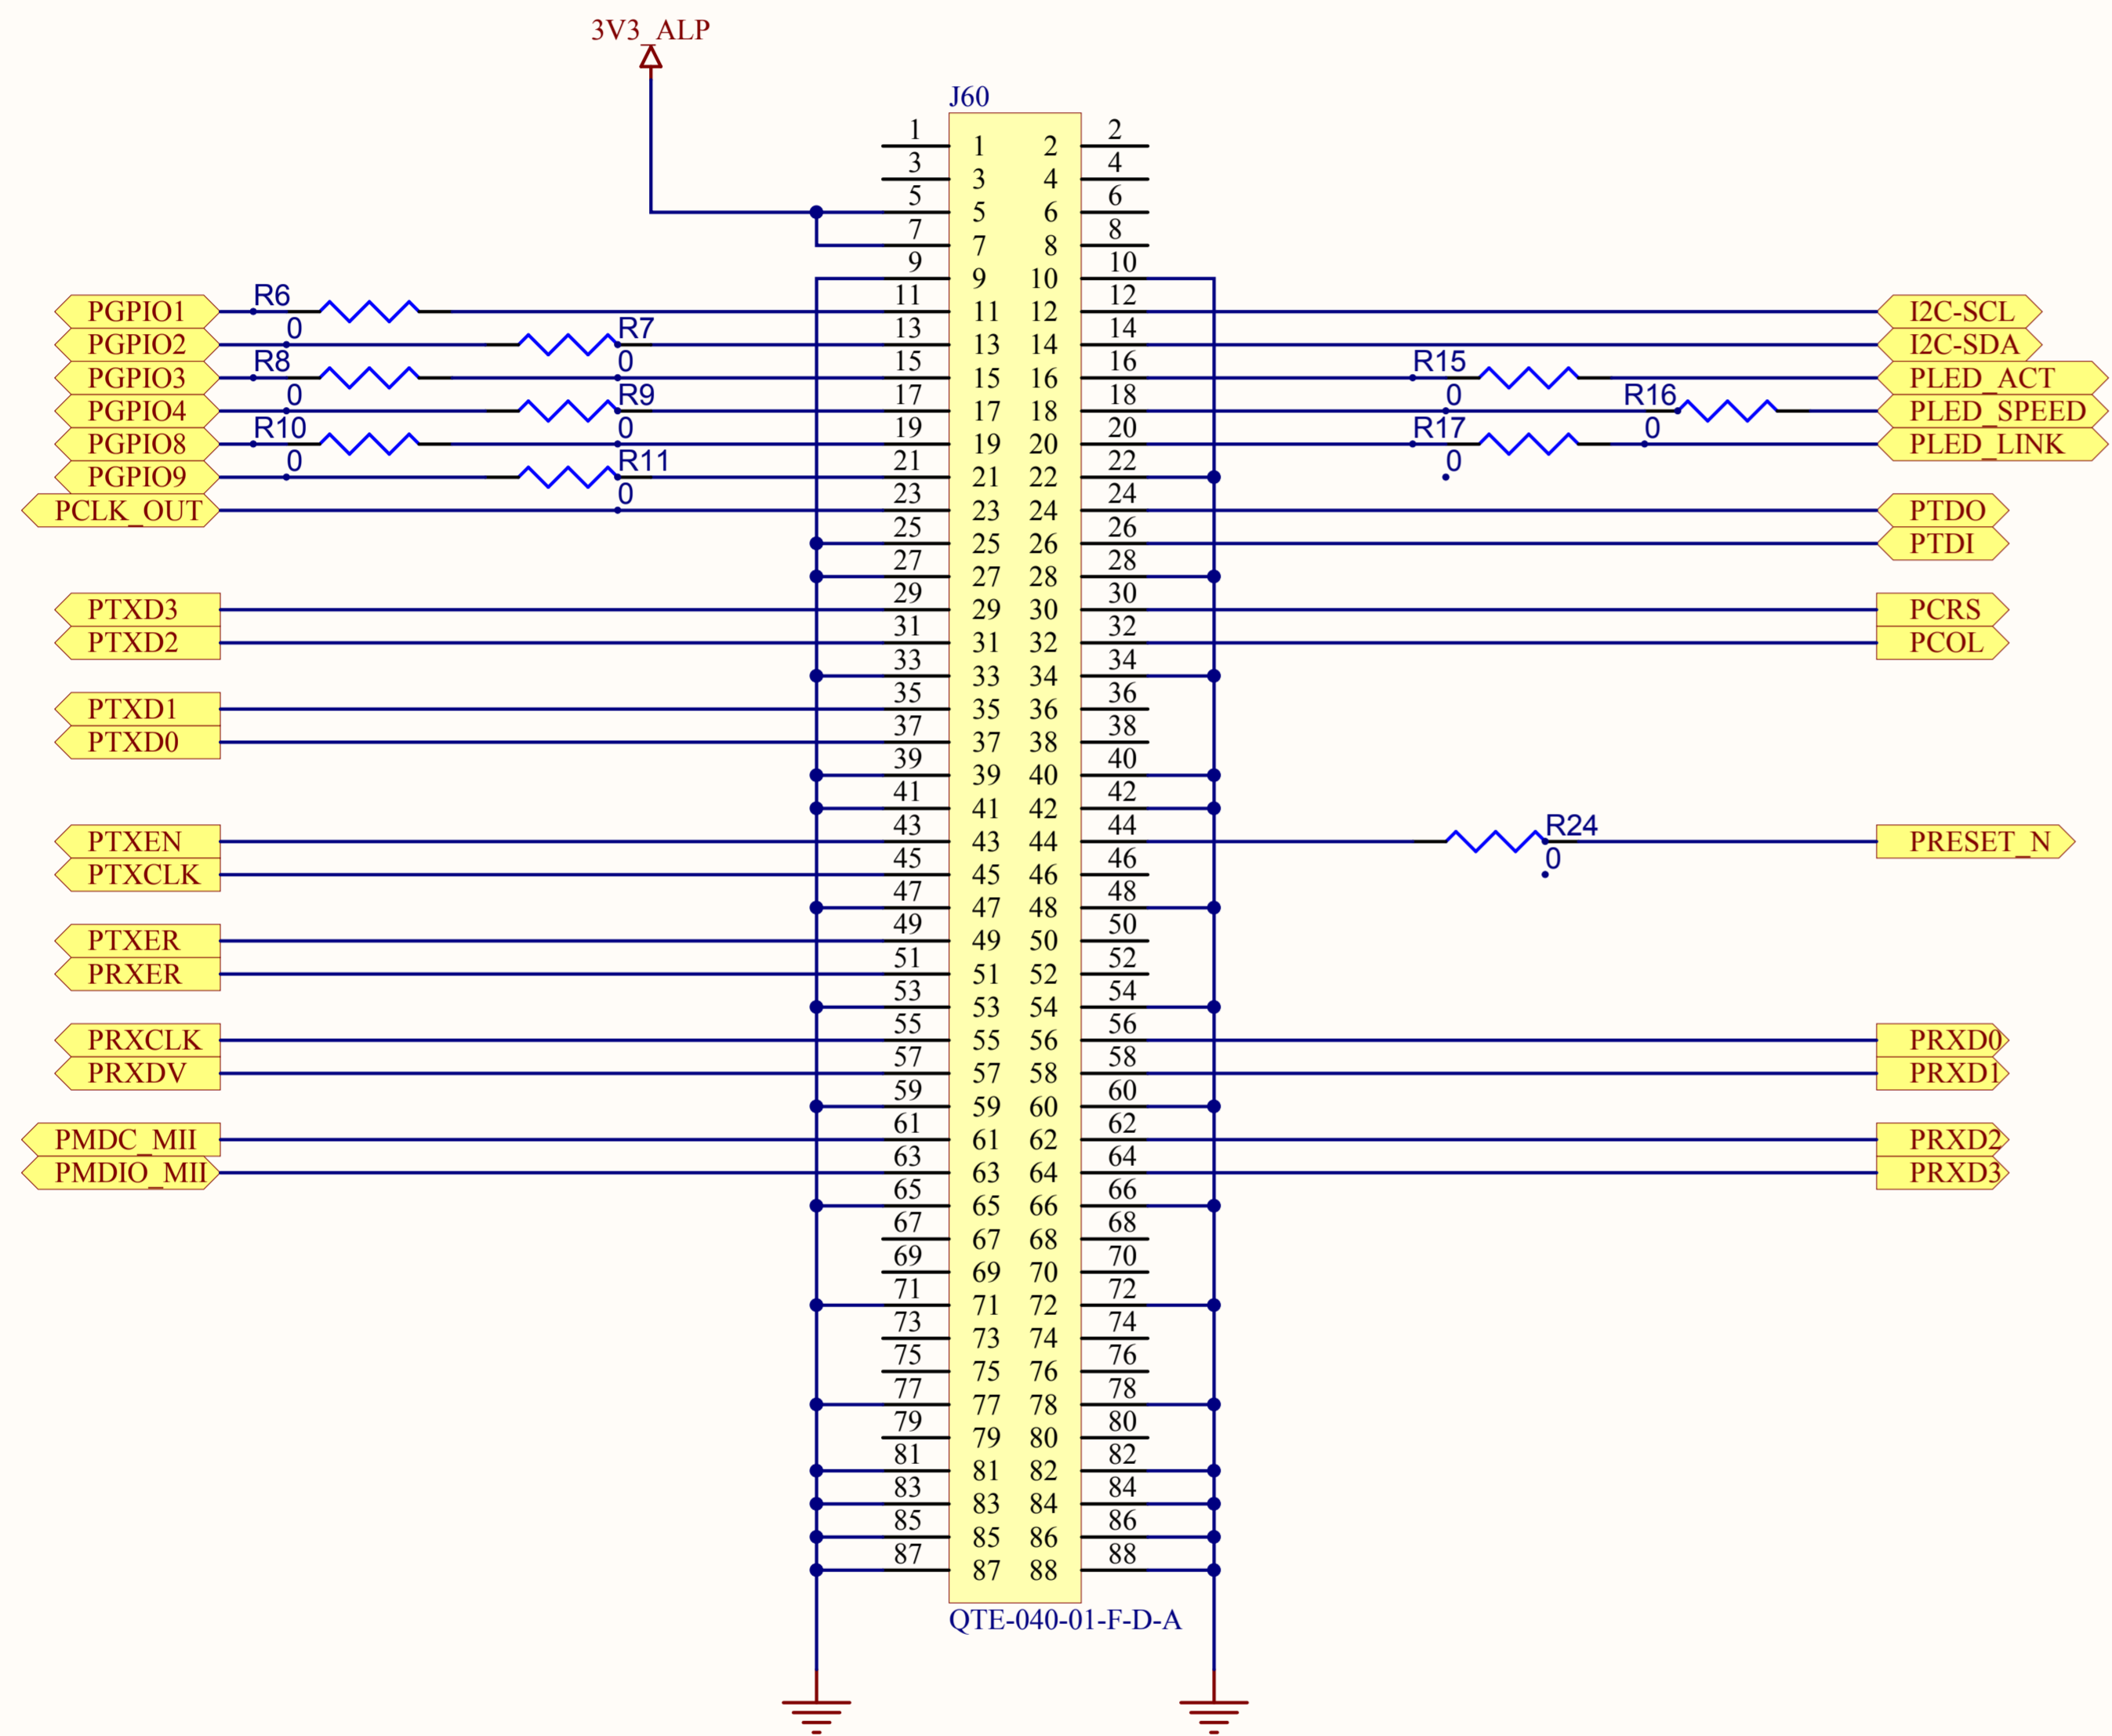 3V3_ALP
J60
1 1 2 2
3 3 4 4
5 5 6 6
7 7 8 8
9 9 10 10
PGPIO1 R6 0 11 11 12 12 I2C-SCL
PGPIO2 R7 0 13 13 14 14 I2C-SDA
PGPIO3 R8 0 15 15 16 16 R15 0 PLED_ACT
PGPIO4 R9 0 17 17 18 18 R16 0 PLED_SPEED
PGPIO8 R10 0 19 19 20 20 R17 0 PLED_LINK
PGPIO9 R11 0 21 21 22 22
PCLK_OUT 23 23 24 24 PTDO
25 25 26 26 PTDI
27 27 28 28
PTXD3 29 29 30 30 PCRS
PTXD2 31 31 32 32 PCOL
33 33 34 34
PTXD1 35 35 36 36
PTXD0 37 37 38 38
39 39 40 40
41 41 42 42
PTXEN 43 43 44 44 R24 0 PRESET_N
PTXCLK 45 45 46 46
47 47 48 48
PTXER 49 49 50 50
PRXER 51 51 52 52
53 53 54 54
PRXCLK 55 55 56 56 PRXD0
PRXDV 57 57 58 58 PRXD1
59 59 60 60
PMDC_MII 61 61 62 62 PRXD2
PMDIO_MII 63 63 64 64 PRXD3
65 65 66 66
67 67 68 68
69 69 70 70
71 71 72 72
73 73 74 74
75 75 76 76
77 77 78 78
79 79 80 80
81 81 82 82
83 83 84 84
85 85 86 86
87 87 88 88
QTE-040-01-F-D-A